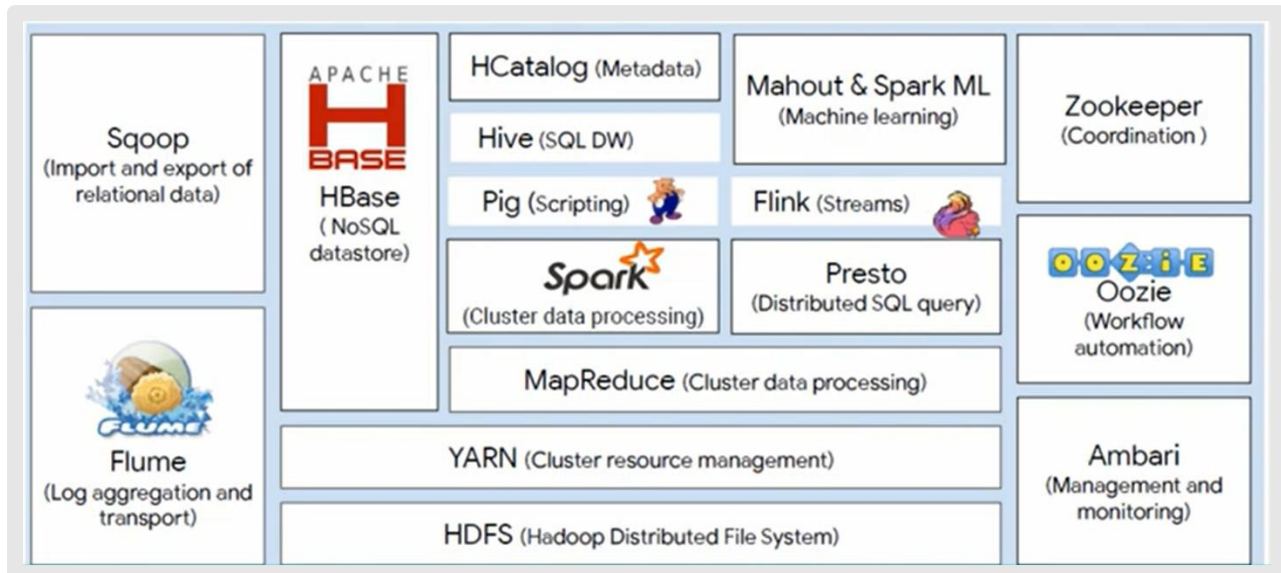 Sqoop
(Import and export of
relational data)
FLUME
Flume
(Log aggregation and
transport)
APACHE
H
BASE
HBase
( NoSQL
datastore)
HCatalog (Metadata)
Hive (SQL DW)
Pig (Scripting)
Spark
(Cluster data processing)
Mahout & Spark ML
(Machine learning)
Flink (Streams)
Presto
(Distributed SQL query)
MapReduce (Cluster data processing)
YARN (Cluster resource management)
HDFS (Hadoop Distributed File System)
Zookeeper
(Coordination )
OOZiE
Oozie
(Workflow
automation)
Ambari
(Management and
monitoring)